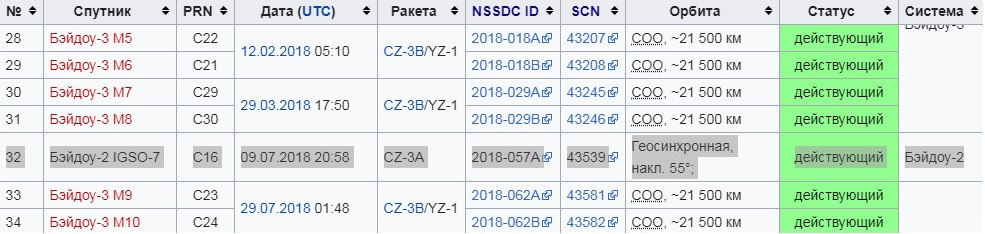 № Спутник PRN Дата (UTC) Ракета NSSDC ID SCN Орбита Статус Система
28 Бэйдоу-3 M5 C22 12.02.2018 05:10 CZ-3B/YZ-1 2018-018A 43207 СОО, ~21 500 км действующий
29 Бэйдоу-3 M6 C21 2018-018B 43208 СОО, ~21 500 км действующий
30 Бэйдоу-3 M7 C29 29.03.2018 17:50 CZ-3B/YZ-1 2018-029A 43245 СОО, ~21 500 км действующий
31 Бэйдоу-3 M8 C30 2018-029B 43246 СОО, ~21 500 км действующий
32 Бэйдоу-2 IGSO-7 C16 09.07.2018 20:58 CZ-3A 2018-057A 43539 Геосинхронная, накл. 55°; действующий Бэйдоу-2
33 Бэйдоу-3 M9 C23 29.07.2018 01:48 CZ-3B/YZ-1 2018-062A 43581 СОО, ~21 500 км действующий
34 Бэйдоу-3 M10 C24 2018-062B 43582 СОО, ~21 500 км действующий